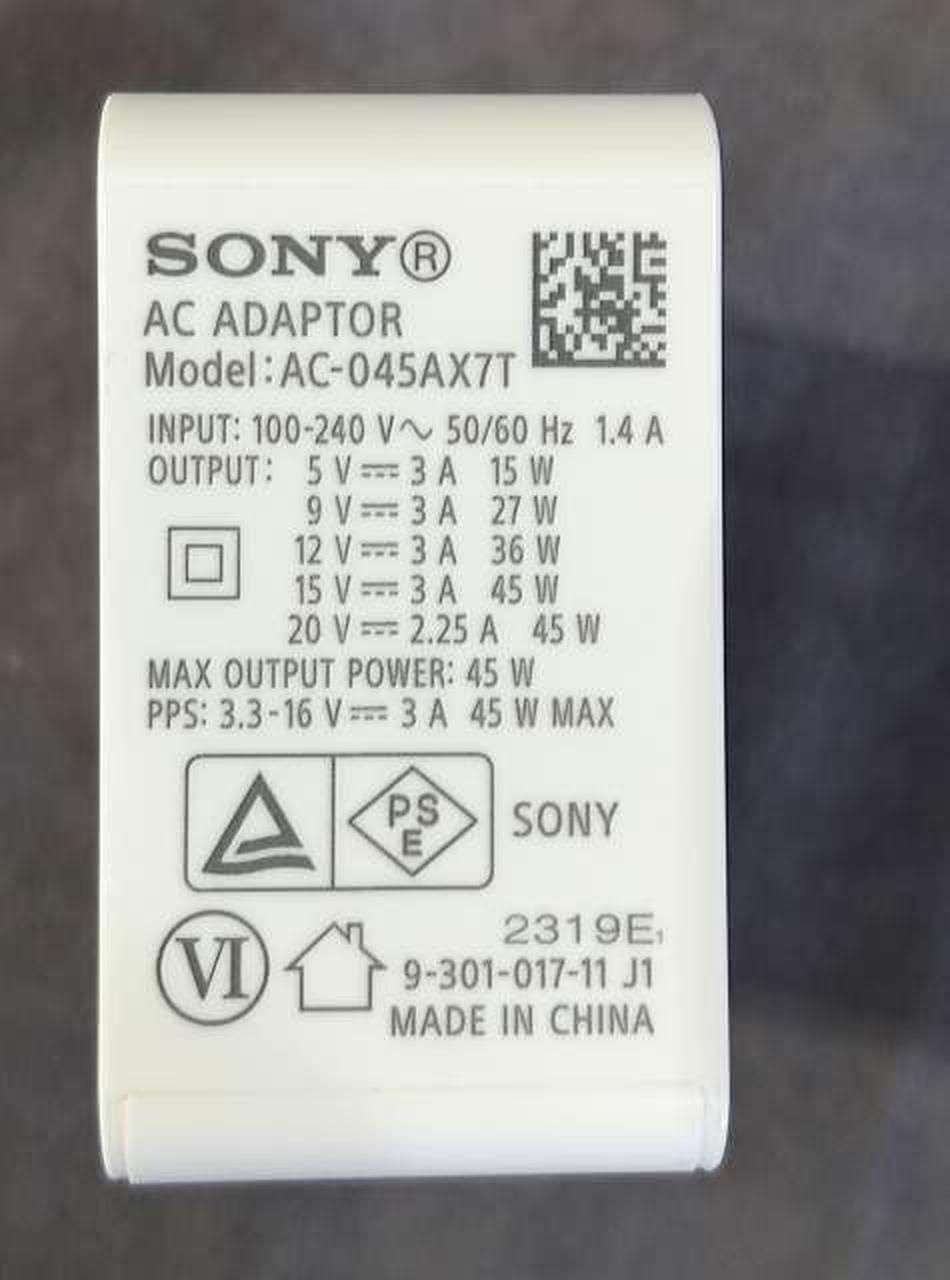 SONY®
AC ADAPTOR
Model:AC-045AX7T
INPUT: 100-240 V∿ 50/60 Hz 1.4 A
OUTPUT: 5 V⎓3 A 15 W
9 V⎓3 A 27 W
12 V⎓3 A 36 W
15 V⎓3 A 45 W
20 V⎓2.25 A 45 W
MAX OUTPUT POWER: 45 W
PPS: 3.3-16 V⎓3 A 45 W MAX
PS
E
SONY
2319E₁
VI
9-301-017-11 J1
MADE IN CHINA